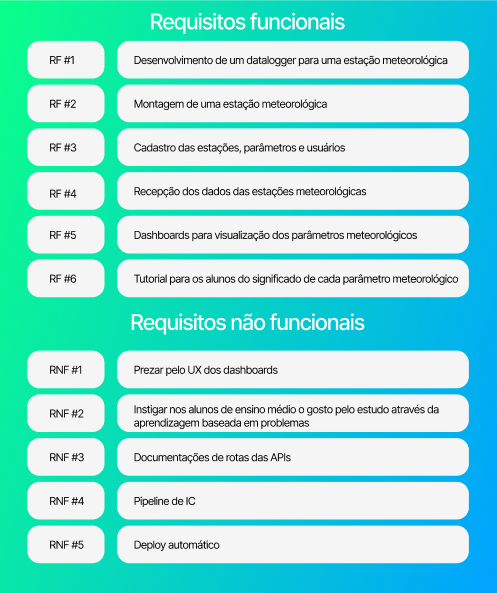 Requisitos funcionais
RF #1
Desenvolvimento de um datalogger para uma estação meteorológica
RF #2
Montagem de uma estação meteorológica
RF #3
Cadastro das estações, parâmetros e usuários
RF #4
Recepção dos dados das estações meteorológicas
RF #5
Dashboards para visualização dos parâmetros meteorológicos
RF #6
Tutorial para os alunos do significado de cada parâmetro meteorológico
Requisitos não funcionais
RNF #1
Prezar pelo UX dos dashboards
RNF #2
Instigar nos alunos de ensino médio o gosto pelo estudo através da
aprendizagem baseada em problemas
RNF #3
Documentações de rotas das APIs
RNF #4
Pipeline de IC
RNF #5
Deploy automático